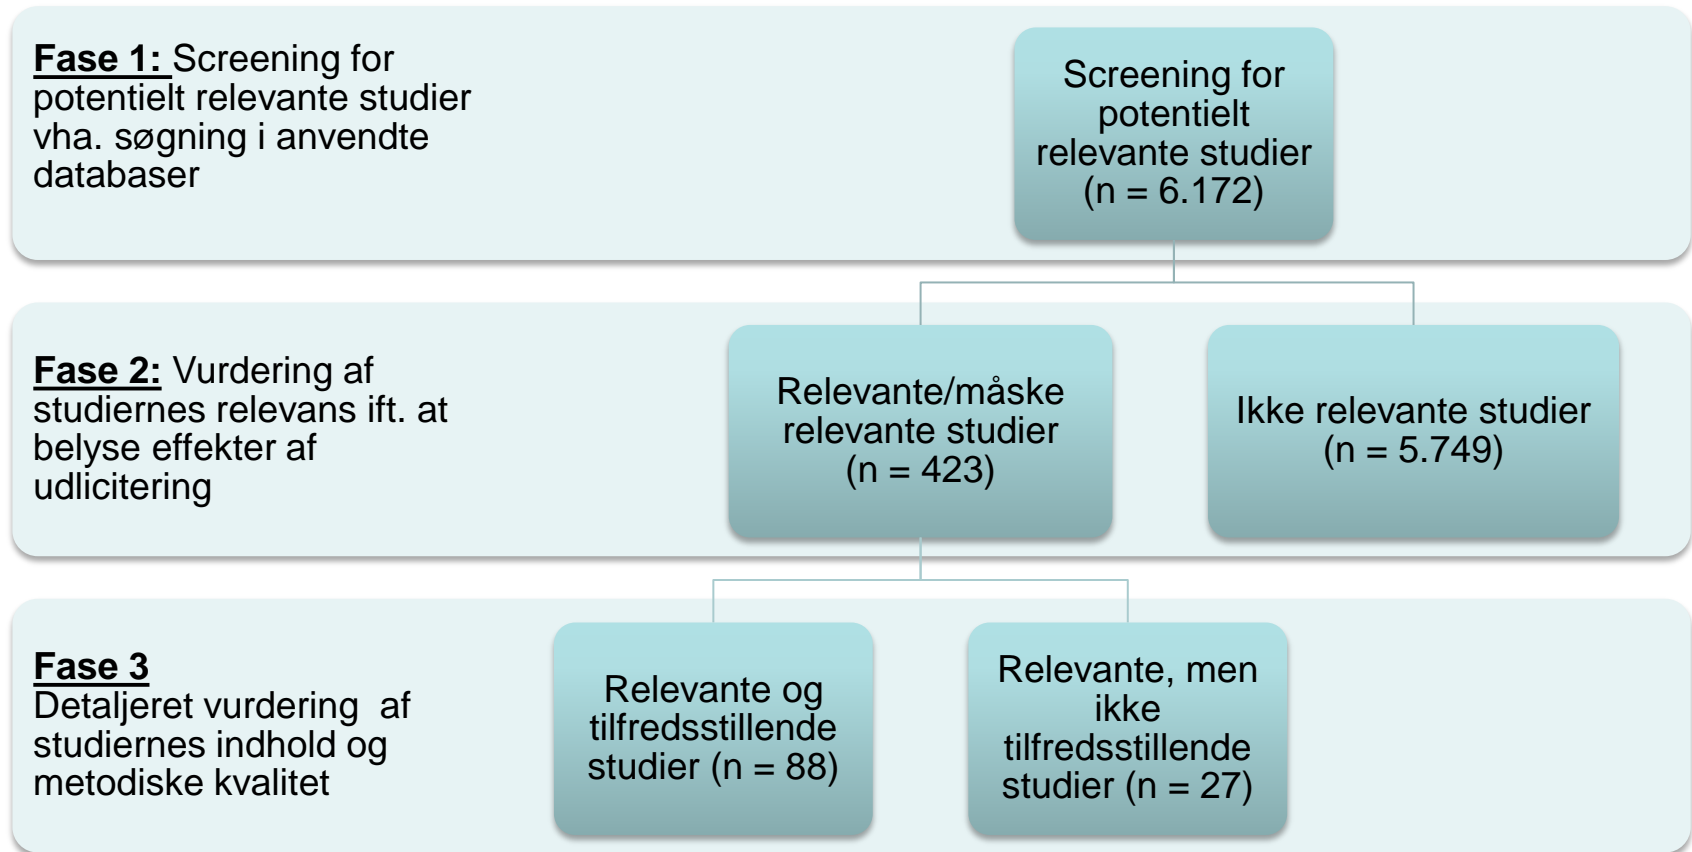 Fase 1: Screening for
potentielt relevante studier
vha. søgning i anvendte
databaser
Screening for
potentielt
relevante studier
(n = 6.172)
Fase 2: Vurdering af
studiernes relevans ift. at
belyse effekter af
udlicitering
Relevante/måske
relevante studier
(n = 423)
Ikke relevante studier
(n = 5.749)
Fase 3
Detaljeret vurdering  af
studiernes indhold og
metodiske kvalitet
Relevante og
tilfredsstillende
studier (n = 88)
Relevante, men
ikke
tilfredsstillende
studier (n = 27)